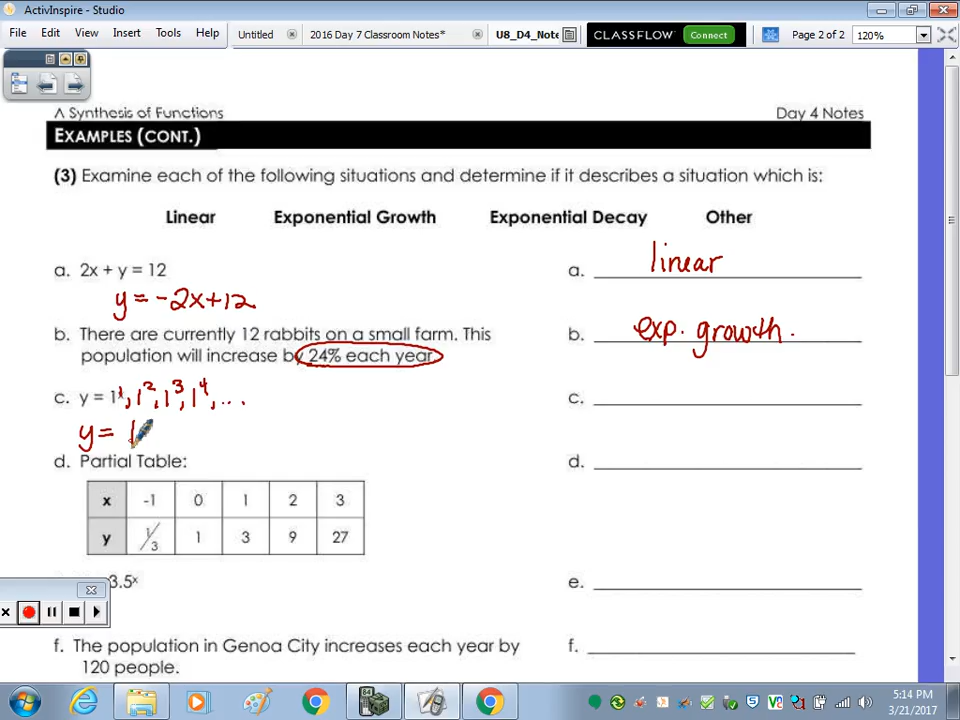 ActivInspire - Studio
File Edit View Insert Tools Help Untitled 2016 Day 7 Classroom Notes* U8_D4_Note CLASSFLOW Connect Page 2 of 2 120%
A Synthesis of Functions Day 4 Notes
EXAMPLES (CONT.)
(3) Examine each of the following situations and determine if it describes a situation which is:
Linear Exponential Growth Exponential Decay Other
a. 2x + y = 12 a. linear
y = -2x+12
b. There are currently 12 rabbits on a small farm. This b. exp. growth.
population will increase by 24% each year
c. y = 1ˣ, 1², 1³, 1⁴, ... c.
y = 1
d. Partial Table: d.
x -1 0 1 2 3
y 1/3 1 3 9 27
3.5ˣ e.
f. The population in Genoa City increases each year by f.
120 people.
5:14 PM
3/21/2017